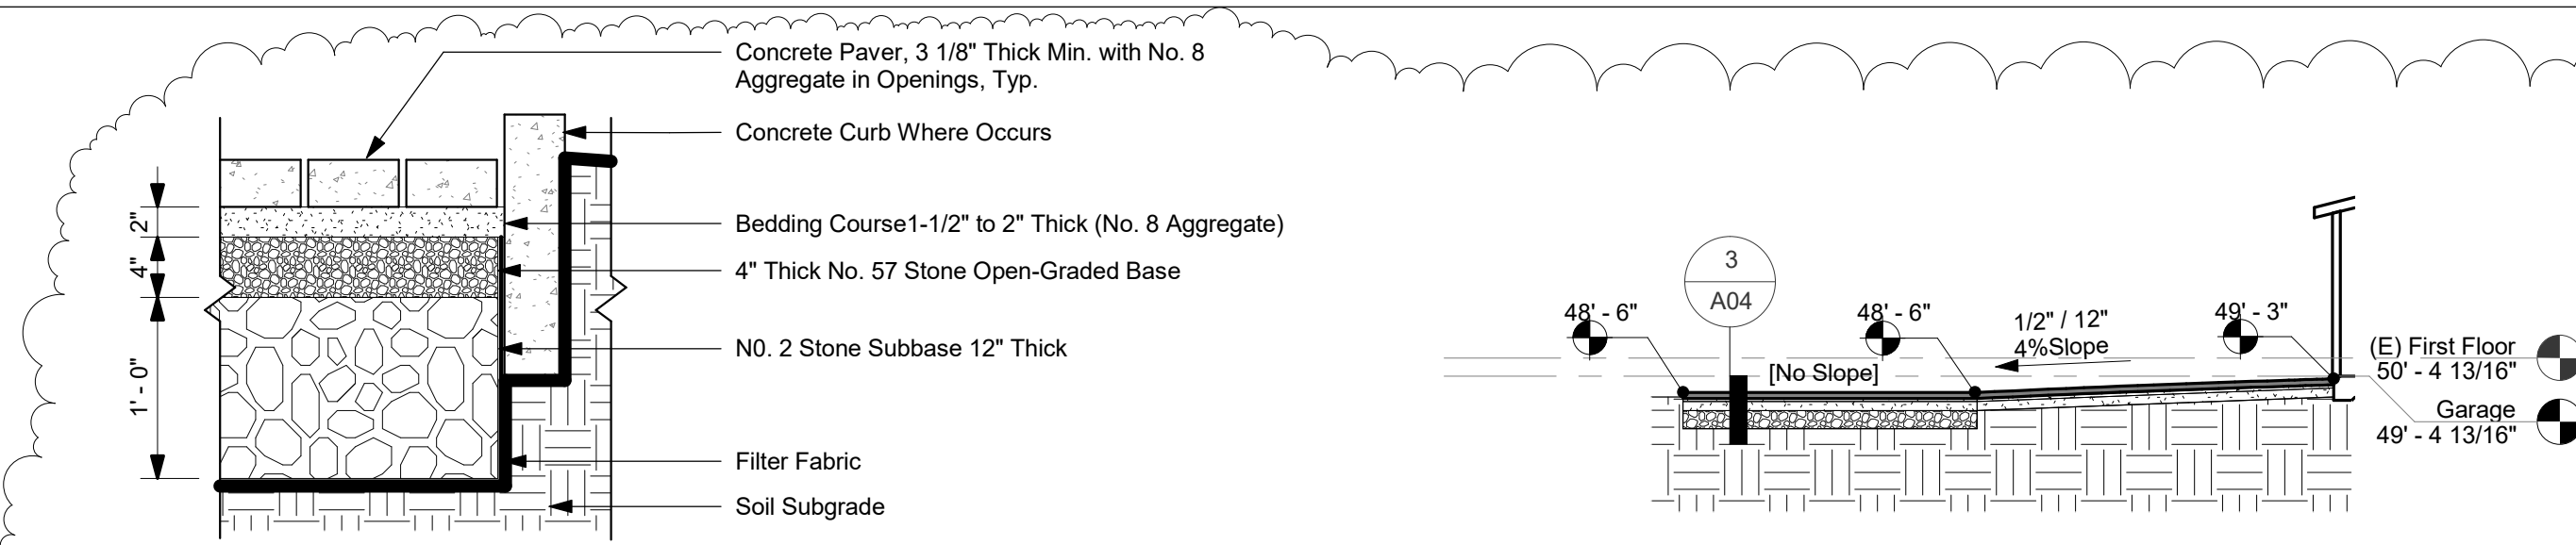 Concrete Paver, 3 1/8" Thick Min. with No. 8
Aggregate in Openings, Typ.
Concrete Curb Where Occurs
2"
Bedding Course1-1/2" to 2" Thick (No. 8 Aggregate)
4"
4" Thick No. 57 Stone Open-Graded Base
N0. 2 Stone Subbase 12" Thick
1' - 0"
Filter Fabric
Soil Subgrade
3
A04
48' - 6"
48' - 6"
1/2" / 12"
4%Slope
49' - 3"
[No Slope]
(E) First Floor
50' - 4 13/16"
Garage
49' - 4 13/16"